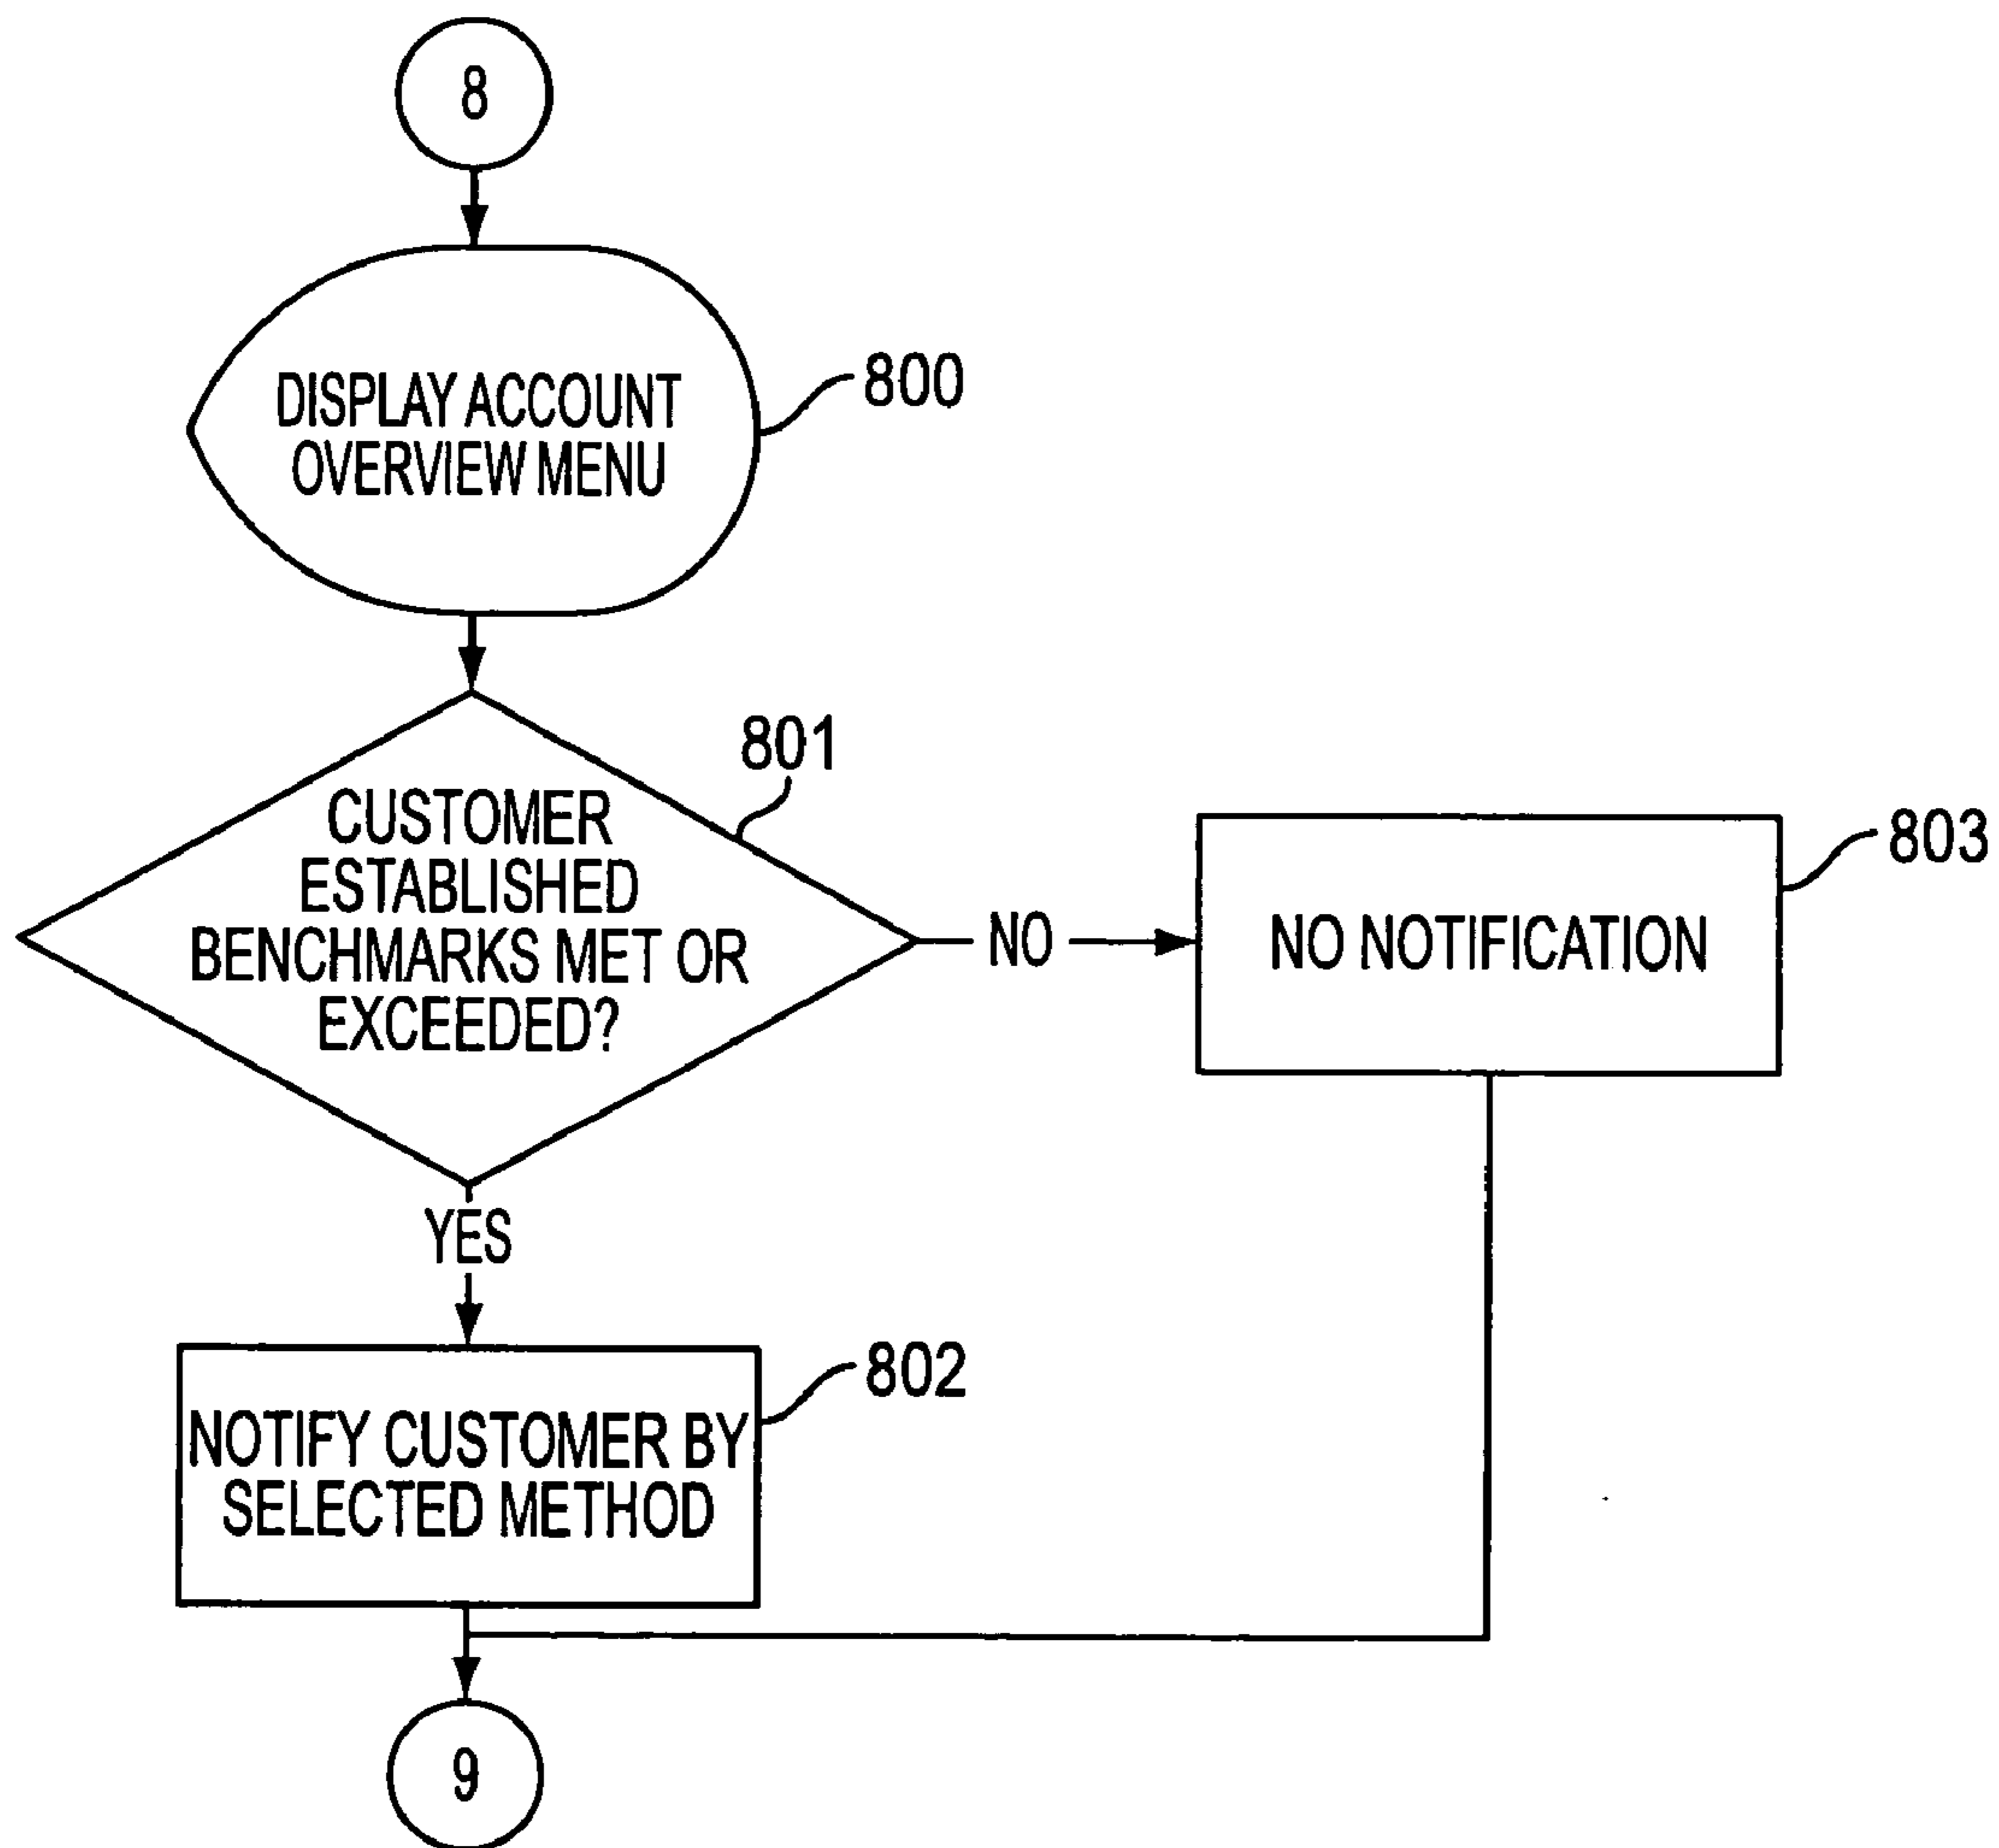 8
DISPLAY ACCOUNT
OVERVIEW MENU
800
801
CUSTOMER
ESTABLISHED
BENCHMARKS MET OR
EXCEEDED?
NO
NO NOTIFICATION
803
YES
802
NOTIFY CUSTOMER BY
SELECTED METHOD
9